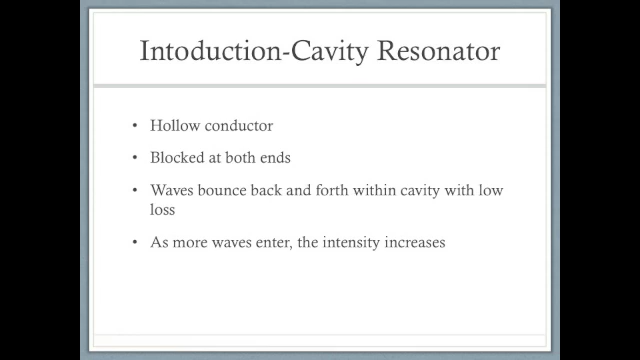 Intoduction-Cavity Resonator
• Hollow conductor
• Blocked at both ends
• Waves bounce back and forth within cavity with low
loss
• As more waves enter, the intensity increases